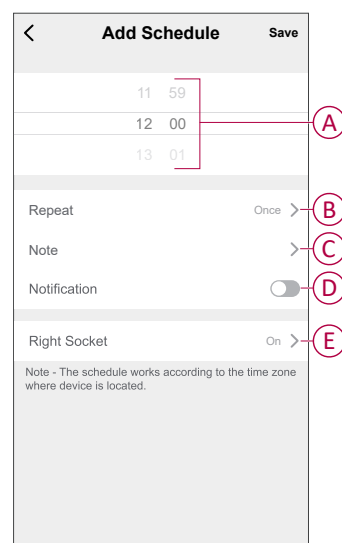 Add Schedule Save
11 59
12 00 A
13 01
Repeat Once B
Note C
Notification D
Right Socket On E
Note - The schedule works according to the time zone
where device is located.